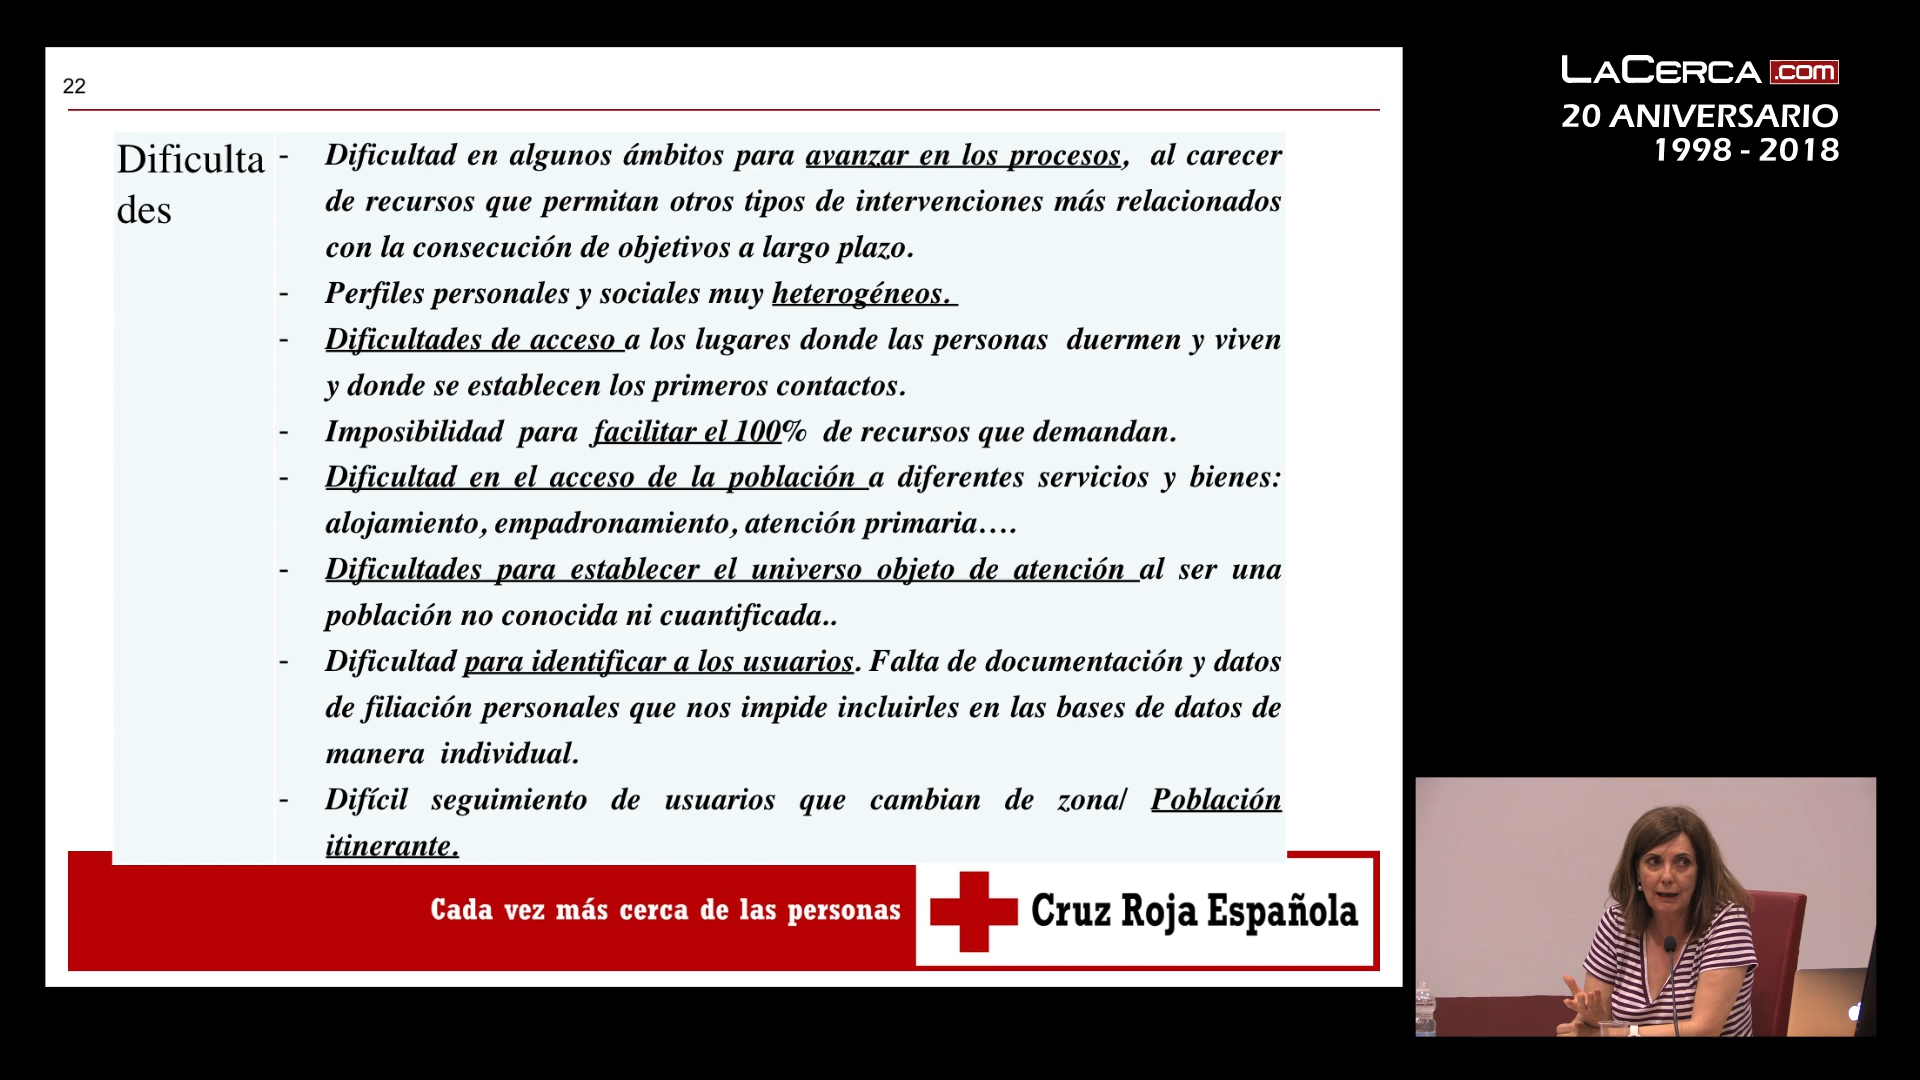 22
Dificulta
des
- Dificultad en algunos ámbitos para avanzar en los procesos, al carecer
de recursos que permitan otros tipos de intervenciones más relacionados
con la consecución de objetivos a largo plazo.
- Perfiles personales y sociales muy heterogéneos.
- Dificultades de acceso a los lugares donde las personas duermen y viven
y donde se establecen los primeros contactos.
- Imposibilidad para facilitar el 100% de recursos que demandan.
- Dificultad en el acceso de la población a diferentes servicios y bienes:
alojamiento, empadronamiento, atención primaria….
- Dificultades para establecer el universo objeto de atención al ser una
población no conocida ni cuantificada..
- Dificultad para identificar a los usuarios. Falta de documentación y datos
de filiación personales que nos impide incluirles en las bases de datos de
manera individual.
- Difícil seguimiento de usuarios que cambian de zona/ Población
itinerante.
Cada vez más cerca de las personas
Cruz Roja Española
LACERCA .com
20 ANIVERSARIO
1998 - 2018